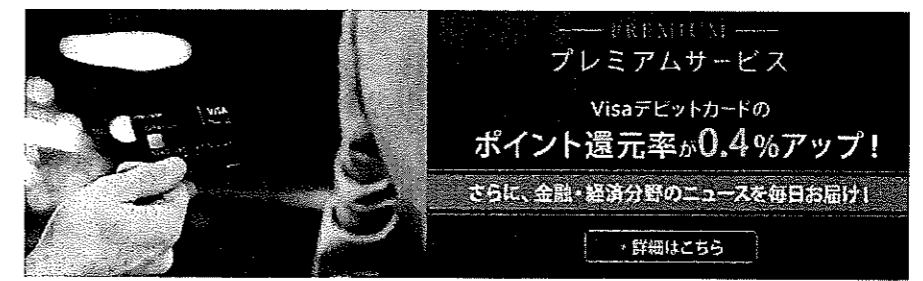 VISA
PREMIUM
プレミアムサービス
Visaデビットカードの
ポイント還元率が0.4%アップ!
さらに、金融・経済分野のニュースを毎日お届け!
・詳細はこちら